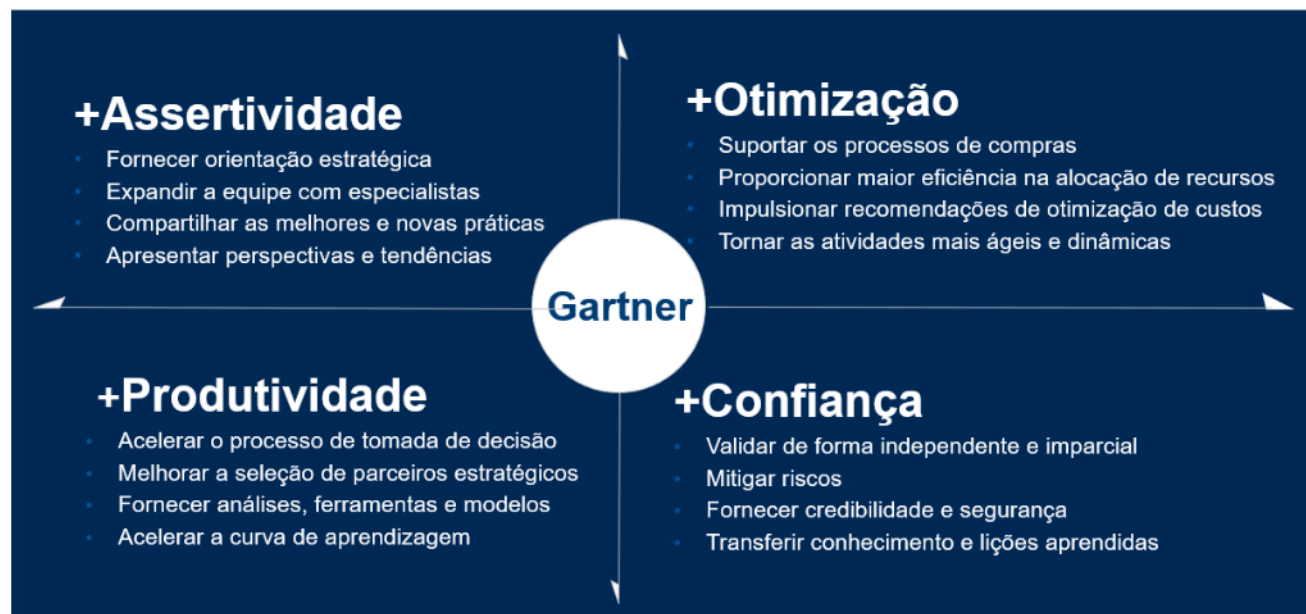 +Assertividade
Fornecer orientação estratégica
Expandir a equipe com especialistas
Compartilhar as melhores e novas práticas
Apresentar perspectivas e tendências
+Otimização
Suportar os processos de compras
Proporcionar maior eficiência na alocação de recursos
Impulsionar recomendações de otimização de custos
Tornar as atividades mais ágeis e dinâmicas
Gartner
+Produtividade
Acelerar o processo de tomada de decisão
Melhorar a seleção de parceiros estratégicos
Fornecer análises, ferramentas e modelos
Acelerar a curva de aprendizagem
+Confiança
Validar de forma independente e imparcial
Mitigar riscos
Fornecer credibilidade e segurança
Transferir conhecimento e lições aprendidas